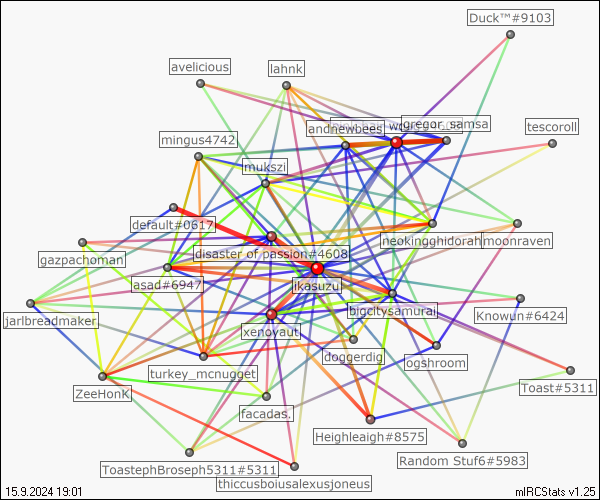 Duck™#9103
avelicious
lahnk
andnewbees
gregor_samsa
tescoroll
mingus4742
mukszi
default#0617
disaster of passion#4608
neokingghidorah
moonraven
gazpachoman
asad#6947
ikasuzu
jarlbreadmaker
xenoyaut
bigcitysamurai
Knowun#6424
doggerdig
ogshroom
turkey_mcnugget
ZeeHonK
Toast#5311
facadas.
Heighleaigh#8575
Random Stuf6#5983
ToastephBroseph5311#5311
thiccusboiusalexusjoneus
15.9.2024 19:01
mIRCStats v1.25